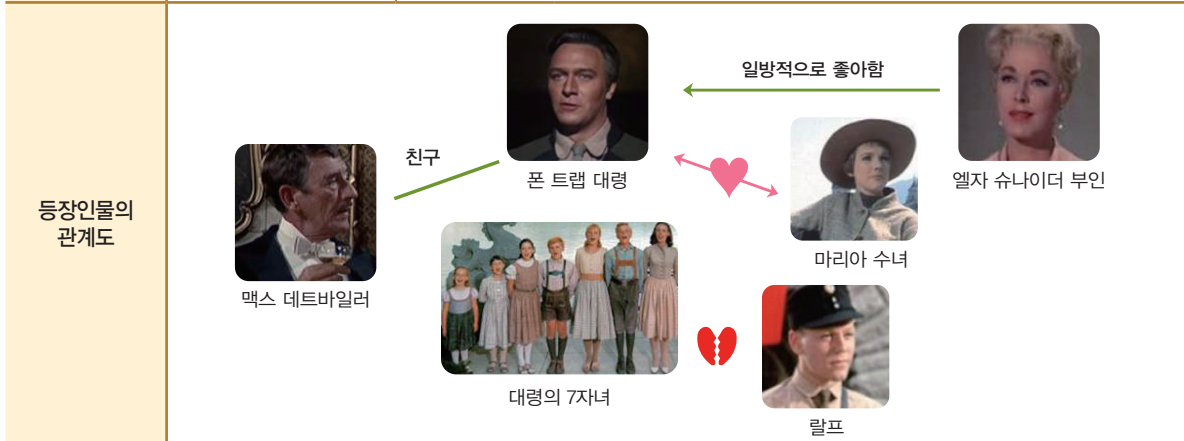 등장인물의
관계도
일방적으로 좋아함
친구
폰 트랩 대령
엘자 슈나이더 부인
마리아 수녀
맥스 데트바일러
대령의 7자녀
랄프